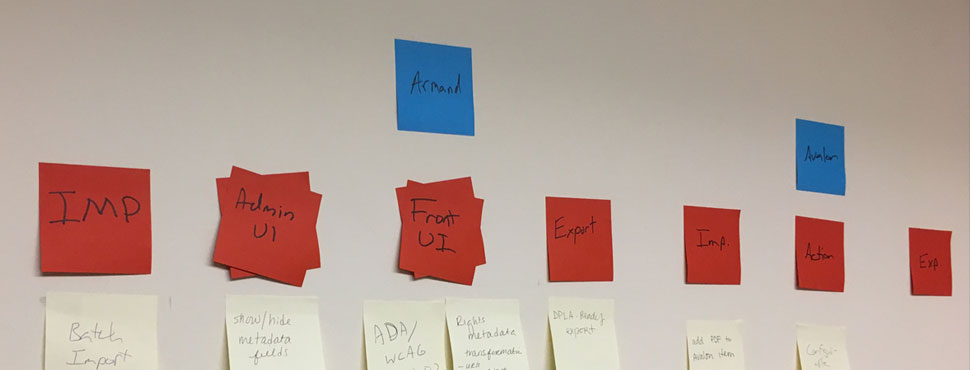 Armand
Avalon
IMP
Admin
UI
Front
UI
Export
Imp.
Action
Exp.
Batch
Import
show/hide
metadata
fields
ADA/
WCAG
Rights
metadata
DPLA-Ready
export
add PDF to
Avalon item